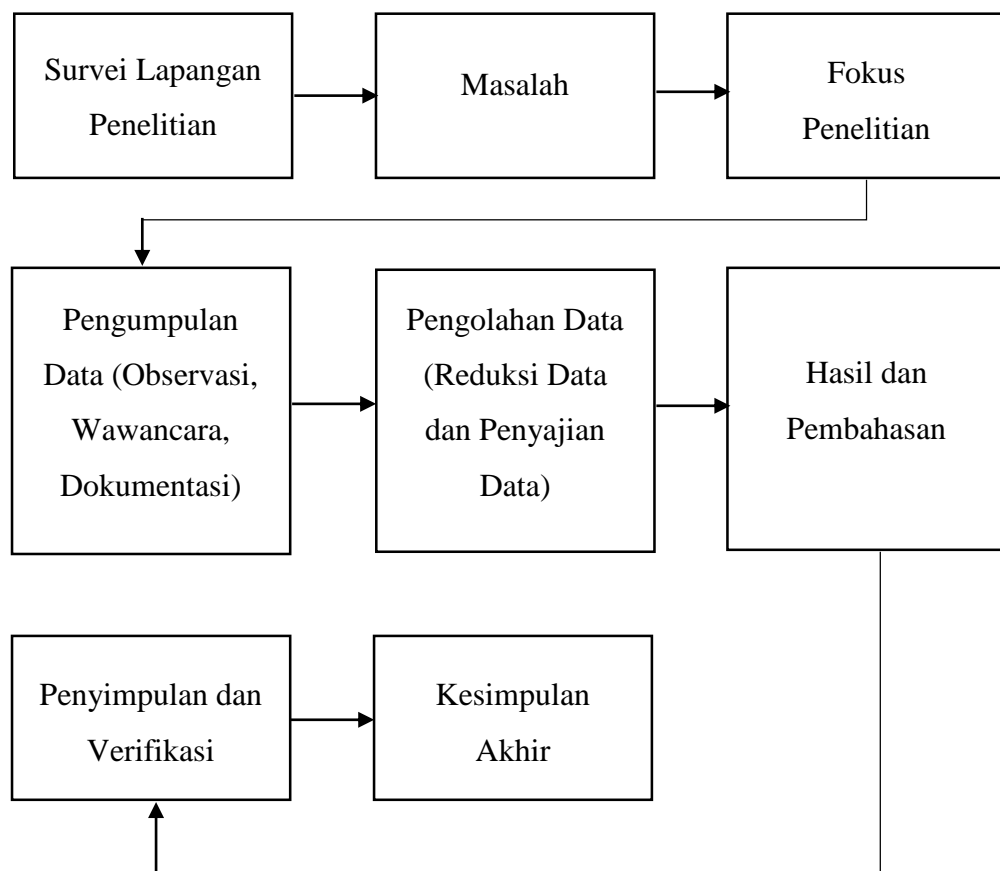 Survei Lapangan
Penelitian
Masalah
Fokus
Penelitian
Pengumpulan
Data (Observasi,
Wawancara,
Dokumentasi)
Pengolahan Data
(Reduksi Data
dan Penyajian
Data)
Hasil dan
Pembahasan
Penyimpulan dan
Verifikasi
Kesimpulan
Akhir